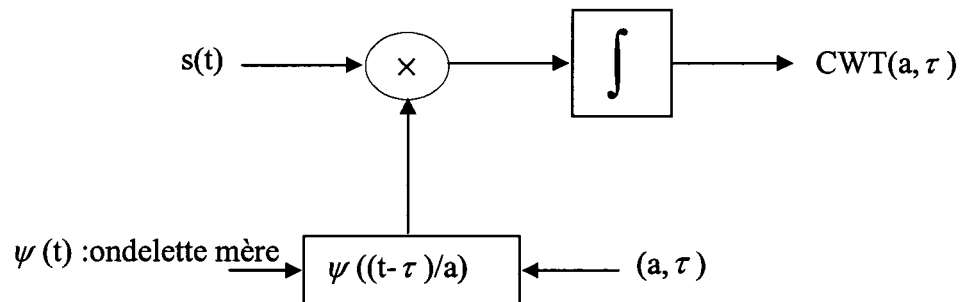 s(t)
×
∫
CWT(a, τ )
ψ (t) :ondelette mère
ψ ((t- τ )/a)
(a, τ )